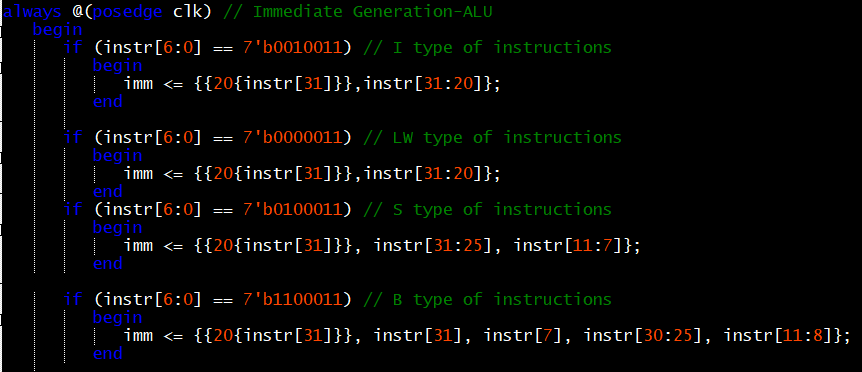 always @(posedge clk) // Immediate Generation-ALU
begin
if (instr[6:0] == 7'b0010011) // I type of instructions
begin
imm <= {{20{instr[31]}},instr[31:20]};
end
if (instr[6:0] == 7'b0000011) // LW type of instructions
begin
imm <= {{20{instr[31]}},instr[31:20]};
end
if (instr[6:0] == 7'b0100011) // S type of instructions
begin
imm <= {{20{instr[31]}}, instr[31:25], instr[11:7]};
end
if (instr[6:0] == 7'b1100011) // B type of instructions
begin
imm <= {{20{instr[31]}}, instr[31], instr[7], instr[30:25], instr[11:8]};
end